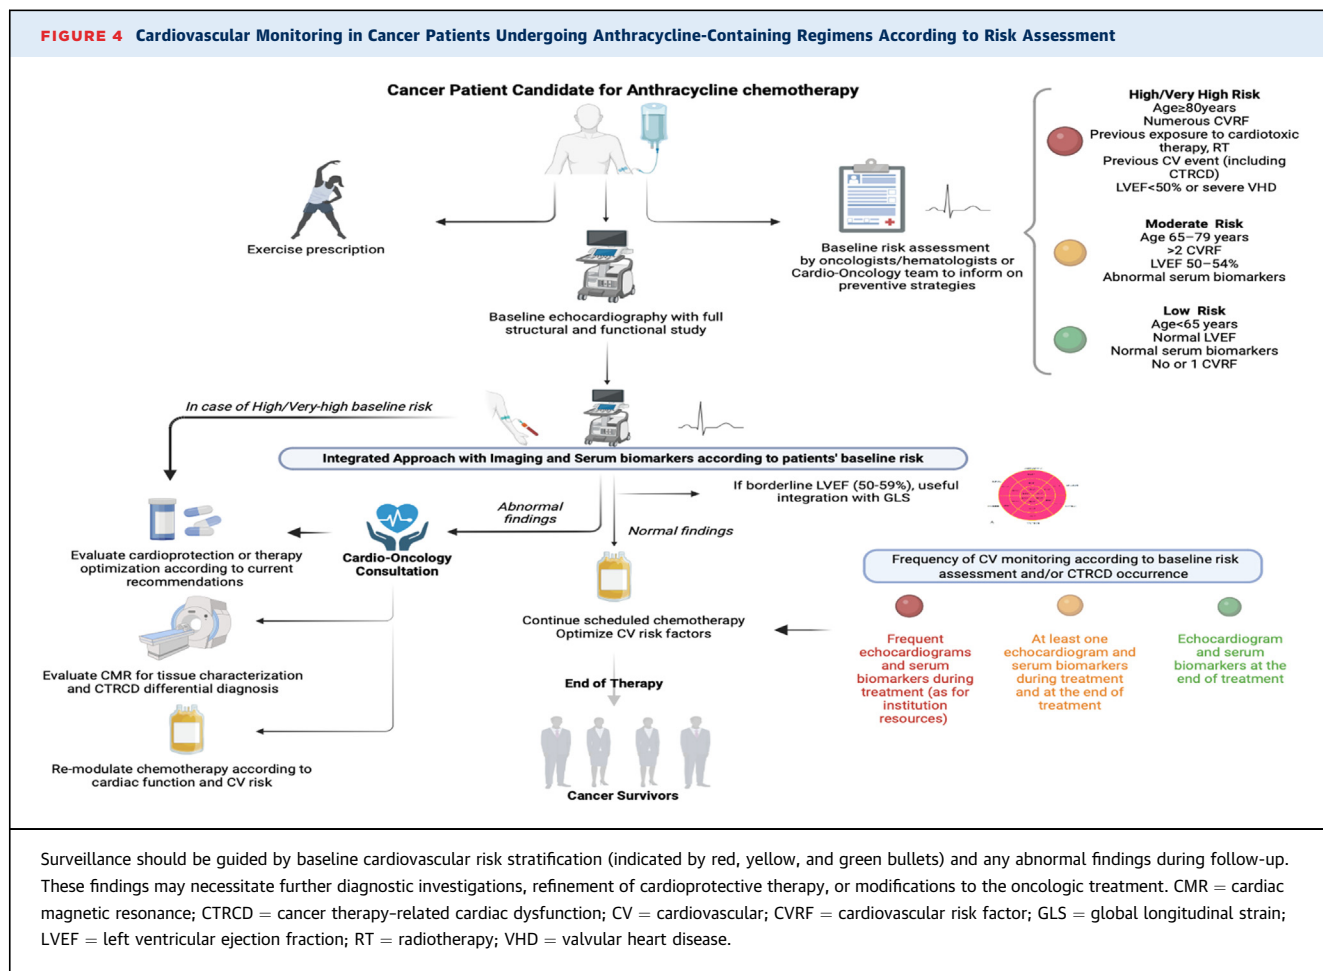 FIGURE 4 Cardiovascular Monitoring in Cancer Patients Undergoing Anthracycline-Containing Regimens According to Risk Assessment
Cancer Patient Candidate for Anthracycline chemotherapy
Exercise prescription
Baseline echocardiography with full
structural and functional study
Baseline risk assessment
by oncologists/hematologists or
Cardio-Oncology team to inform on
preventive strategies
High/Very High Risk
Age≥80years
Numerous CVRF
Previous exposure to cardiotoxic
therapy, RT
Previous CV event (including
CTRCD)
LVEF<50% or severe VHD
Moderate Risk
Age 65–79 years
>2 CVRF
LVEF 50–54%
Abnormal serum biomarkers
Low Risk
Age<65 years
Normal LVEF
Normal serum biomarkers
No or 1 CVRF
In case of High/Very-high baseline risk
Integrated Approach with Imaging and Serum biomarkers according to patients' baseline risk
If borderline LVEF (50-59%), useful
integration with GLS
Abnormal
findings
Normal findings
Cardio-Oncology
Consultation
Evaluate cardioprotection or therapy
optimization according to current
recommendations
Evaluate CMR for tissue characterization
and CTRCD differential diagnosis
Re-modulate chemotherapy according to
cardiac function and CV risk
Continue scheduled chemotherapy
Optimize CV risk factors
End of Therapy
Cancer Survivors
Frequency of CV monitoring according to baseline risk
assessment and/or CTRCD occurrence
Frequent
echocardiograms
and serum
biomarkers during
treatment (as for
institution
resources)
At least one
echocardiogram and
serum biomarkers
during treatment
and at the end of
treatment
Echocardiogram
and serum
biomarkers at the
end of treatment
Surveillance should be guided by baseline cardiovascular risk stratification (indicated by red, yellow, and green bullets) and any abnormal findings during follow-up.
These findings may necessitate further diagnostic investigations, refinement of cardioprotective therapy, or modifications to the oncologic treatment. CMR = cardiac
magnetic resonance; CTRCD = cancer therapy-related cardiac dysfunction; CV = cardiovascular; CVRF = cardiovascular risk factor; GLS = global longitudinal strain;
LVEF = left ventricular ejection fraction; RT = radiotherapy; VHD = valvular heart disease.